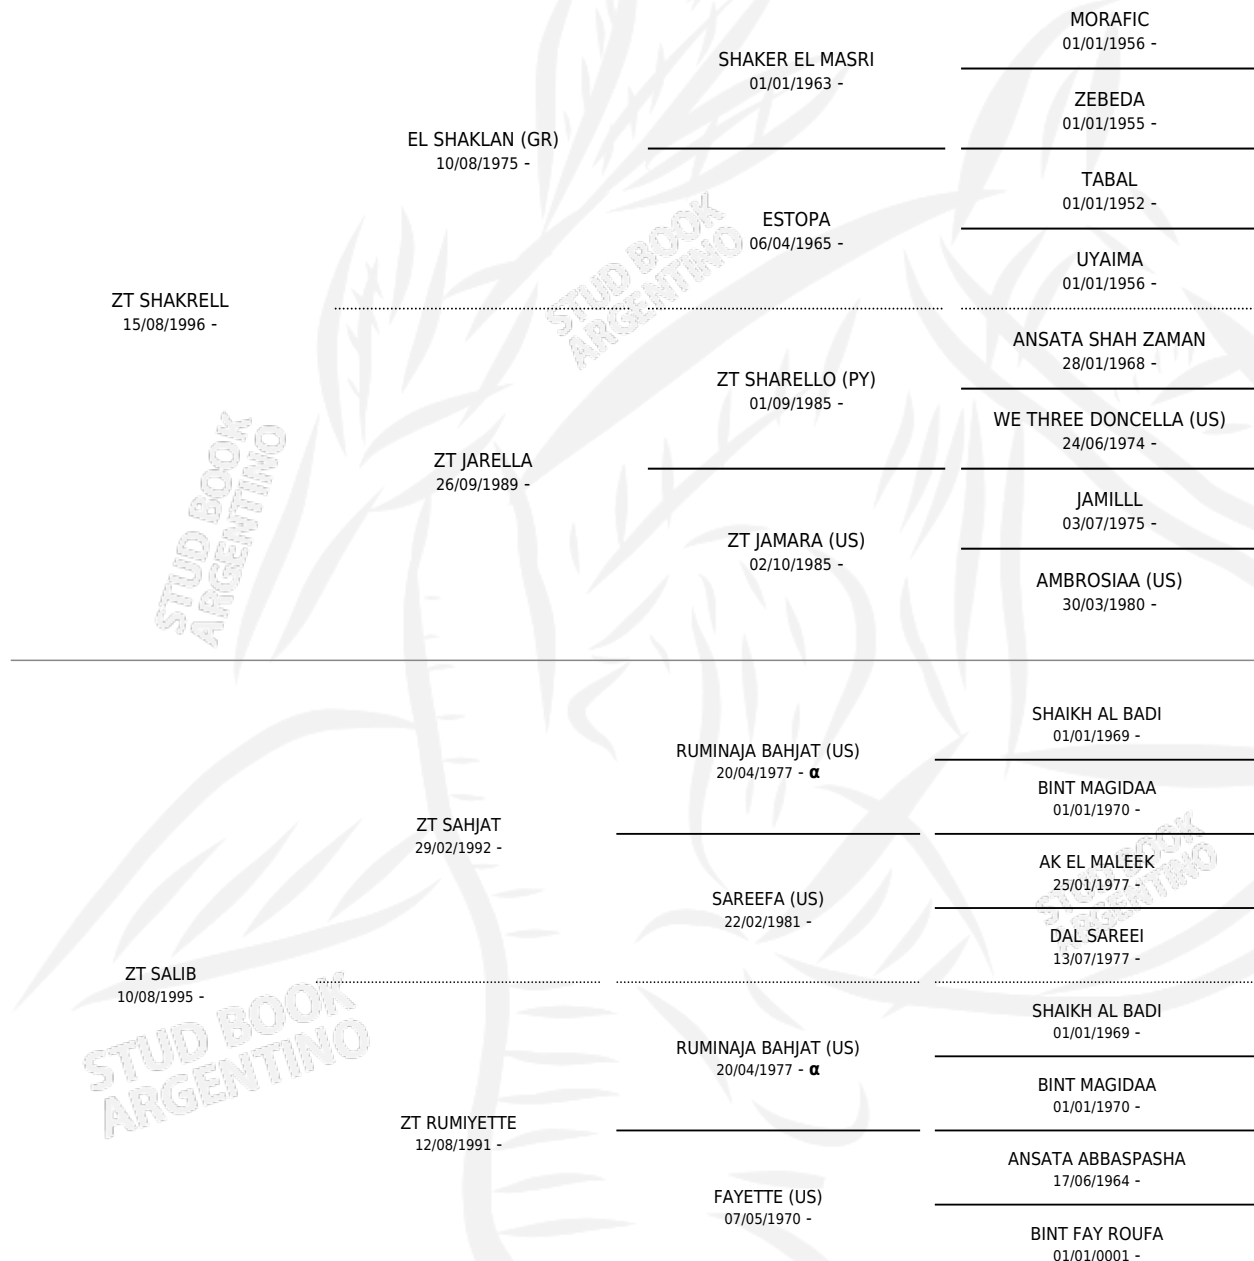 MORAFIC
01/01/1956 -
SHAKER EL MASRI
01/01/1963 -
ZEBEDA
01/01/1955 -
EL SHAKLAN (GR)
10/08/1975 -
TABAL
01/01/1952 -
ESTOPA
06/04/1965 -
UYAIMA
01/01/1956 -
ZT SHAKRELL
15/08/1996 -
ANSATA SHAH ZAMAN
28/01/1968 -
ZT SHARELLO (PY)
01/09/1985 -
WE THREE DONCELLA (US)
24/06/1974 -
ZT JARELLA
26/09/1989 -
JAMILLL
03/07/1975 -
ZT JAMARA (US)
02/10/1985 -
AMBROSIAA (US)
30/03/1980 -
SHAIKH AL BADI
01/01/1969 -
RUMINAJA BAHJAT (US)
20/04/1977 - α
BINT MAGIDAA
01/01/1970 -
ZT SAHJAT
29/02/1992 -
AK EL MALEEK
25/01/1977 -
SAREEFA (US)
22/02/1981 -
DAL SAREEI
13/07/1977 -
ZT SALIB
10/08/1995 -
SHAIKH AL BADI
01/01/1969 -
RUMINAJA BAHJAT (US)
20/04/1977 - α
BINT MAGIDAA
01/01/1970 -
ZT RUMIYETTE
12/08/1991 -
ANSATA ABBASPASHA
17/06/1964 -
FAYETTE (US)
07/05/1970 -
BINT FAY ROUFA
01/01/0001 -
STUD BOOK
ARGENTINO
STUD BOOK
ARGENTINO
STUD BOOK
ARGENTINO
STUD BOOK
ARGENTINO